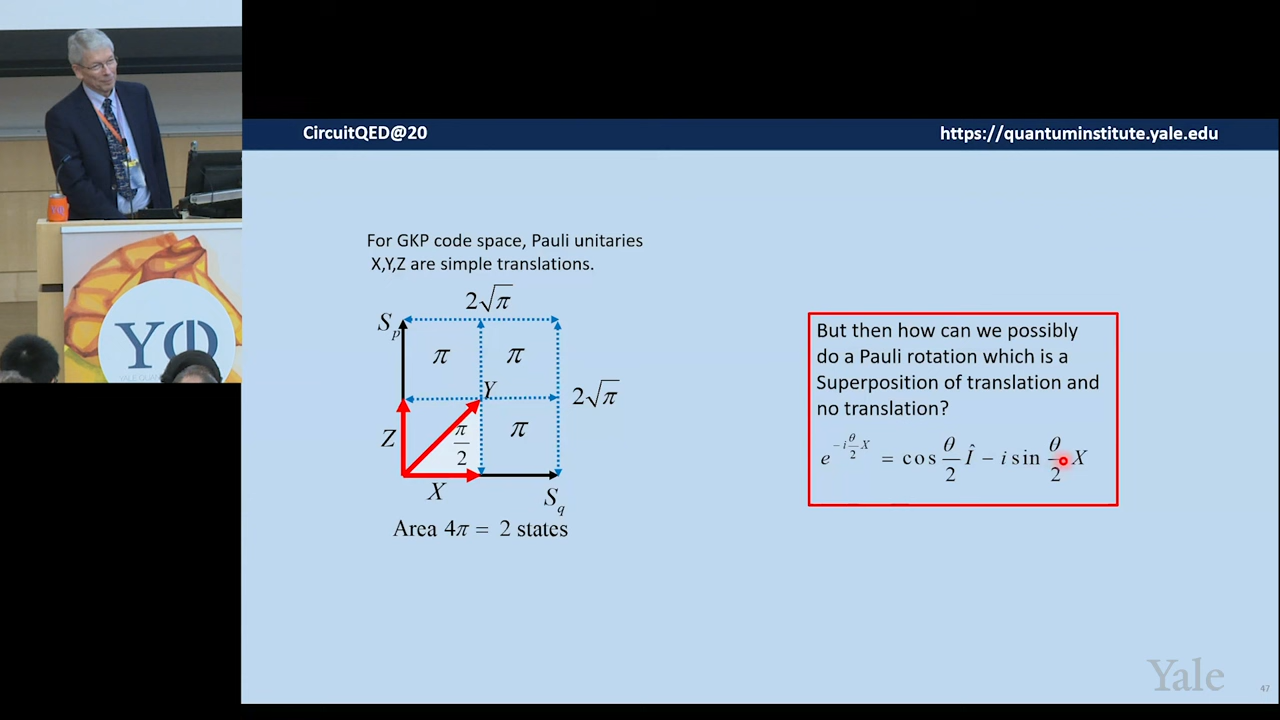 CircuitQED@20
https://quantuminstitute.yale.edu
For GKP code space, Pauli unitaries
X,Y,Z are simple translations.
2√π
S_p
π π
Y
2√π
Z
π/2
π
X
S_q
Area 4π = 2 states
But then how can we possibly
do a Pauli rotation which is a
Superposition of translation and
no translation?
e^{-i θ/2 X} = cos θ/2 Î − i sin θ/2 X
YQI
Yale
47